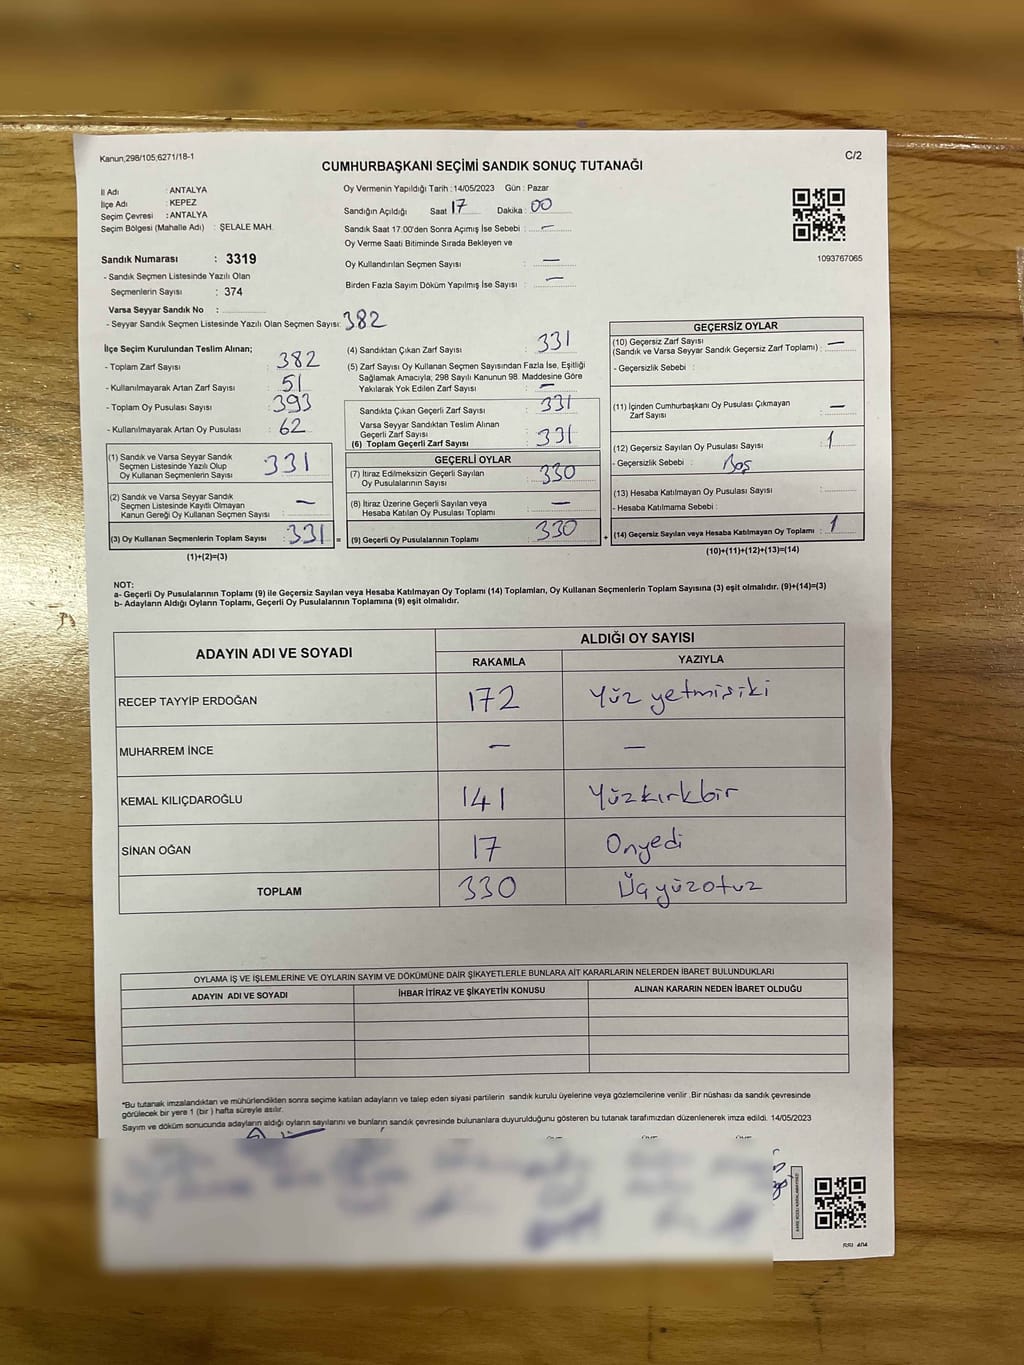 Kanun,298/105,6271/18-1
C/2
CUMHURBAŞKANI SEÇİMİ SANDIK SONUÇ TUTANAĞI
İl Adı : ANTALYA
İlçe Adı : KEPEZ
Seçim Çevresi : ANTALYA
Seçim Bölgesi (Mahalle Adı) : ŞELALE MAH.
Sandık Numarası : 3319
- Sandık Seçmen Listesinde Yazılı Olan
Seçmenlerin Sayısı : 374
Varsa Seyyar Sandık No :
- Seyyar Sandık Seçmen Listesinde Yazılı Olan Seçmen Sayısı: 382
Oy Vermenin Yapıldığı Tarih : 14/05/2023 Gün : Pazar
Sandığın Açıldığı Saat 17 Dakika : 00
Sandık Saat 17:00'den Sonra Açımış İse Sebebi : —
Oy Verme Saati Bitiminde Sırada Bekleyen ve
Oy Kullandırılan Seçmen Sayısı : —
Birden Fazla Sayım Döküm Yapılmış İse Sayısı : —
1093767065
İlçe Seçim Kurulundan Teslim Alınan;
- Toplam Zarf Sayısı : 382
- Kullanılmayarak Artan Zarf Sayısı : 51
- Toplam Oy Pusulası Sayısı : 393
- Kullanılmayarak Artan Oy Pusulası : 62
(1) Sandık ve Varsa Seyyar Sandık
Seçmen Listesinde Yazılı Olup
Oy Kullanan Seçmenlerin Sayısı : 331
(2) Sandık ve Varsa Seyyar Sandık
Seçmen Listesinde Kayıtlı Olmayan
Kanun Gereği Oy Kullanan Seçmen Sayısı : —
(3) Oy Kullanan Seçmenlerin Toplam Sayısı : 331
(1)+(2)=(3)
=
(4) Sandıktan Çıkan Zarf Sayısı : 331
(5) Zarf Sayısı Oy Kullanan Seçmen Sayısından Fazla İse, Eşitliği
Sağlamak Amacıyla; 298 Sayılı Kanunun 98. Maddesine Göre
Yakılarak Yok Edilen Zarf Sayısı : —
Sandıkta Çıkan Geçerli Zarf Sayısı : 331
Varsa Seyyar Sandıktan Teslim Alınan
Geçerli Zarf Sayısı
(6) Toplam Geçerli Zarf Sayısı : 331
GEÇERLİ OYLAR
(7) İtiraz Edilmeksizin Geçerli Sayılan
Oy Pusulalarının Sayısı : 330
(8) İtiraz Üzerine Geçerli Sayılan veya
Hesaba Katılan Oy Pusulası Toplamı : —
(9) Geçerli Oy Pusulalarının Toplamı : 330
+
GEÇERSİZ OYLAR
(10) Geçersiz Zarf Sayısı
(Sandık ve Varsa Seyyar Sandık Geçersiz Zarf Toplamı) : —
- Geçersizlik Sebebi :
(11) İçinden Cumhurbaşkanı Oy Pusulası Çıkmayan
Zarf Sayısı : —
(12) Geçersiz Sayılan Oy Pusulası Sayısı : 1
- Geçersizlik Sebebi : Boş
(13) Hesaba Katılmayan Oy Pusulası Sayısı :
- Hesaba Katılmama Sebebi :
(14) Geçersiz Sayılan veya Hesaba Katılmayan Oy Toplamı : 1
(10)+(11)+(12)+(13)=(14)
NOT:
a- Geçerli Oy Pusulalarının Toplamı (9) ile Geçersiz Sayılan veya Hesaba Katılmayan Oy Toplamı (14) Toplamları, Oy Kullanan Seçmenlerin Toplam Sayısına (3) eşit olmalıdır. (9)+(14)=(3)
b- Adayların Aldığı Oyların Toplamı, Geçerli Oy Pusulalarının Toplamına (9) eşit olmalıdır.
ADAYIN ADI VE SOYADI
ALDIĞI OY SAYISI
RAKAMLA YAZIYLA
RECEP TAYYİP ERDOĞAN 172 Yüz yetmişiki
MUHARREM İNCE — —
KEMAL KILIÇDAROĞLU 141 Yüzkırkbir
SİNAN OĞAN 17 Onyedi
TOPLAM 330 Üçyüzotuz
OYLAMA İŞ VE İŞLEMLERİNE VE OYLARIN SAYIM VE DÖKÜMÜNE DAİR ŞİKAYETLERLE BUNLARA AİT KARARLARIN NELERDEN İBARET BULUNDUKLARI
ADAYIN ADI VE SOYADI İHBAR İTİRAZ VE ŞİKAYETİN KONUSU ALINAN KARARIN NEDEN İBARET OLDUĞU
*Bu tutanak imzalandıktan ve mühürlendikten sonra seçime katılan adayların ve talep eden siyasi partilerin sandık kurulu üyelerine veya gözlemcilerine verilir .Bir nüshası da sandık çevresinde
görülecek bir yere 1 (bir ) hafta süreyle asılır.
Sayım ve döküm sonucunda adayların aldığı oyların sayılarını ve bunların sandık çevresinde bulunanlara duyurulduğunu gösteren bu tutanak tarafımızdan düzenlenerek imza edildi. 14/05/2023